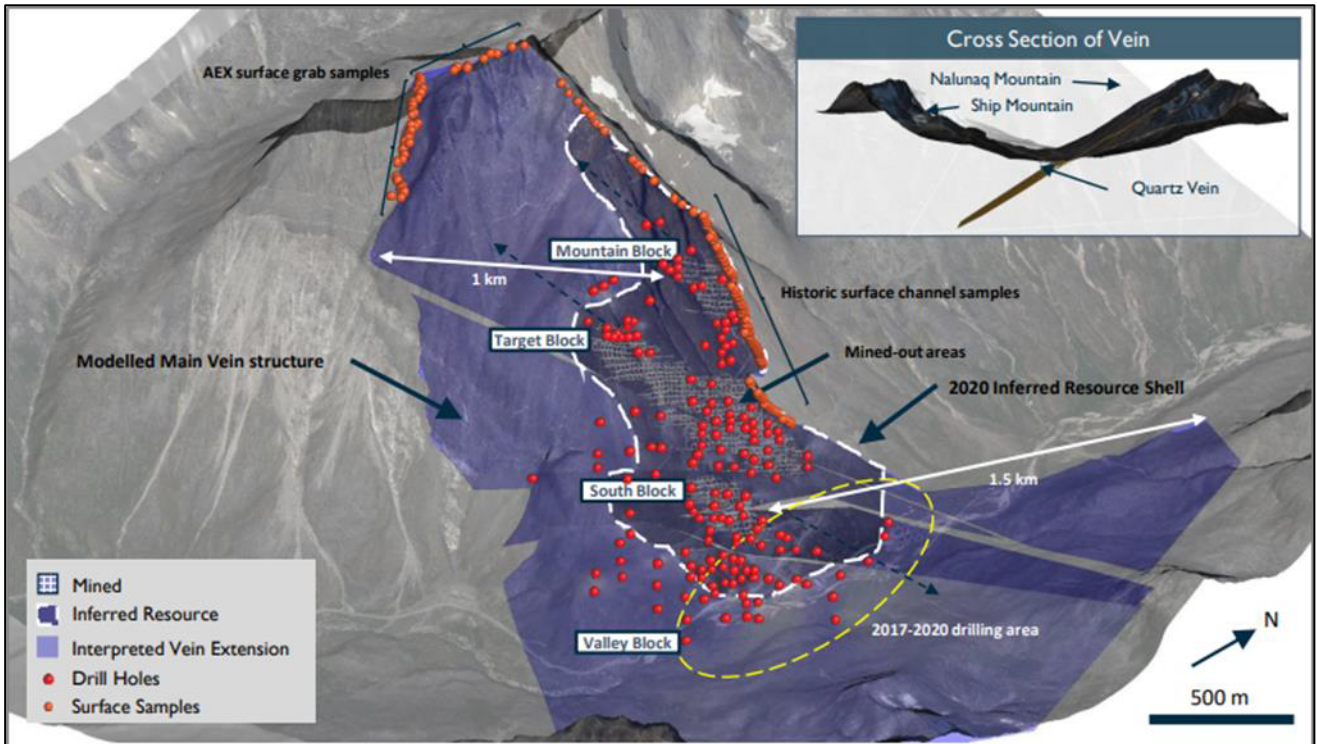 Cross Section of Vein
Nalunaq Mountain
Ship Mountain
Quartz Vein
AEX surface grab samples
Mountain Block
1 km
Historic surface channel samples
Target Block
Mined-out areas
Modelled Main Vein structure
2020 Inferred Resource Shell
South Block
1.5 km
Mined
Inferred Resource
Interpreted Vein Extension
Drill Holes
Surface Samples
Valley Block
2017-2020 drilling area
N
500 m